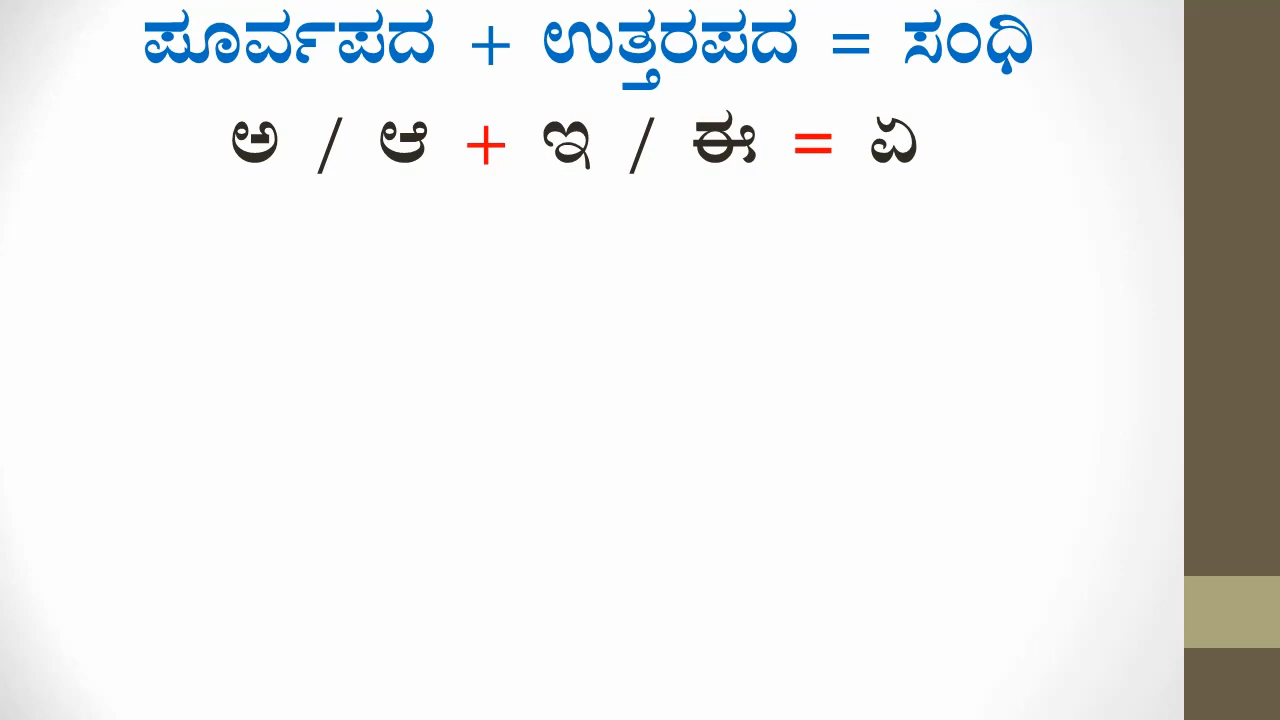 ಪೂರ್ವಪದ + ಉತ್ತರಪದ = ಸಂಧಿ
ಅ / ಆ + ಇ / ಈ = ಏ